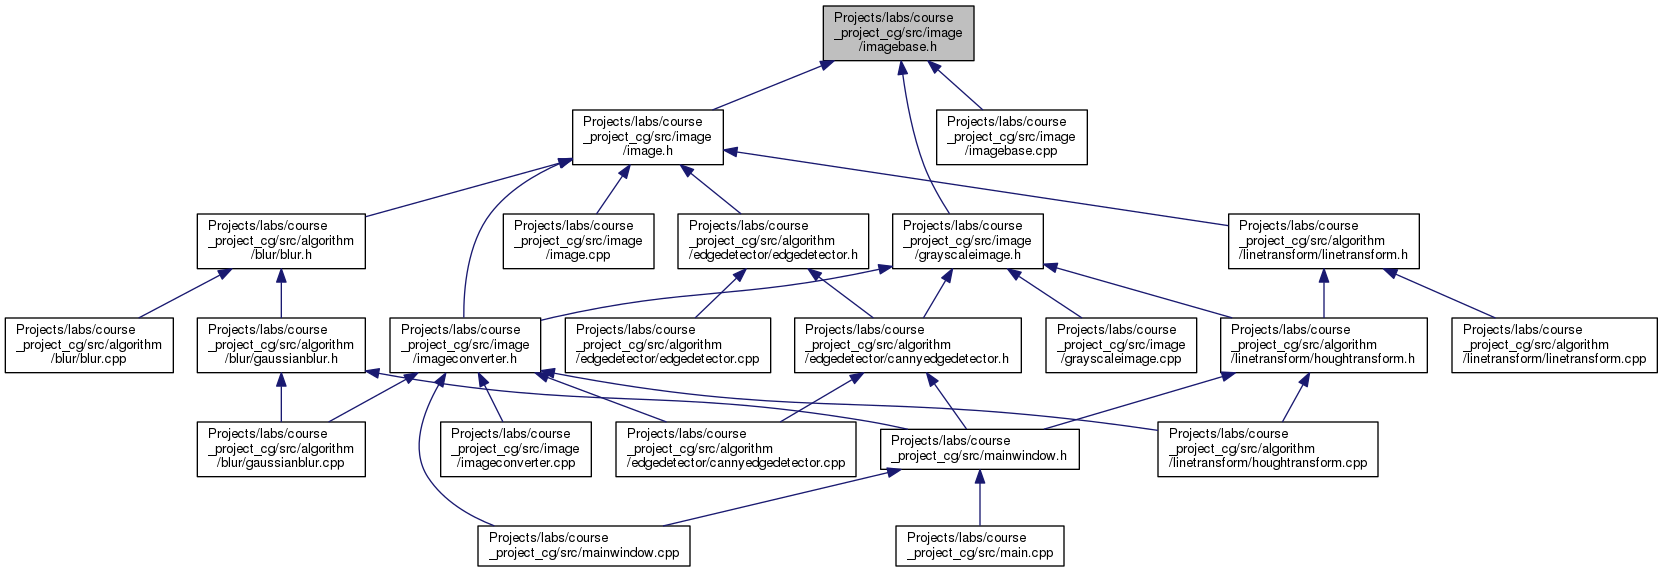 Projects/labs/course
_project_cg/src/image
/imagebase.h
Projects/labs/course
_project_cg/src/image
/image.h
Projects/labs/course
_project_cg/src/image
/imagebase.cpp
Projects/labs/course
_project_cg/src/algorithm
/blur/blur.h
Projects/labs/course
_project_cg/src/image
/image.cpp
Projects/labs/course
_project_cg/src/algorithm
/edgedetector/edgedetector.h
Projects/labs/course
_project_cg/src/image
/grayscaleimage.h
Projects/labs/course
_project_cg/src/algorithm
/linetransform/linetransform.h
Projects/labs/course
_project_cg/src/algorithm
/blur/blur.cpp
Projects/labs/course
_project_cg/src/algorithm
/blur/gaussianblur.h
Projects/labs/course
_project_cg/src/image
/imageconverter.h
Projects/labs/course
_project_cg/src/algorithm
/edgedetector/edgedetector.cpp
Projects/labs/course
_project_cg/src/algorithm
/edgedetector/cannyedgedetector.h
Projects/labs/course
_project_cg/src/image
/grayscaleimage.cpp
Projects/labs/course
_project_cg/src/algorithm
/linetransform/houghtransform.h
Projects/labs/course
_project_cg/src/algorithm
/linetransform/linetransform.cpp
Projects/labs/course
_project_cg/src/algorithm
/blur/gaussianblur.cpp
Projects/labs/course
_project_cg/src/image
/imageconverter.cpp
Projects/labs/course
_project_cg/src/algorithm
/edgedetector/cannyedgedetector.cpp
Projects/labs/course
_project_cg/src/mainwindow.h
Projects/labs/course
_project_cg/src/algorithm
/linetransform/houghtransform.cpp
Projects/labs/course
_project_cg/src/mainwindow.cpp
Projects/labs/course
_project_cg/src/main.cpp